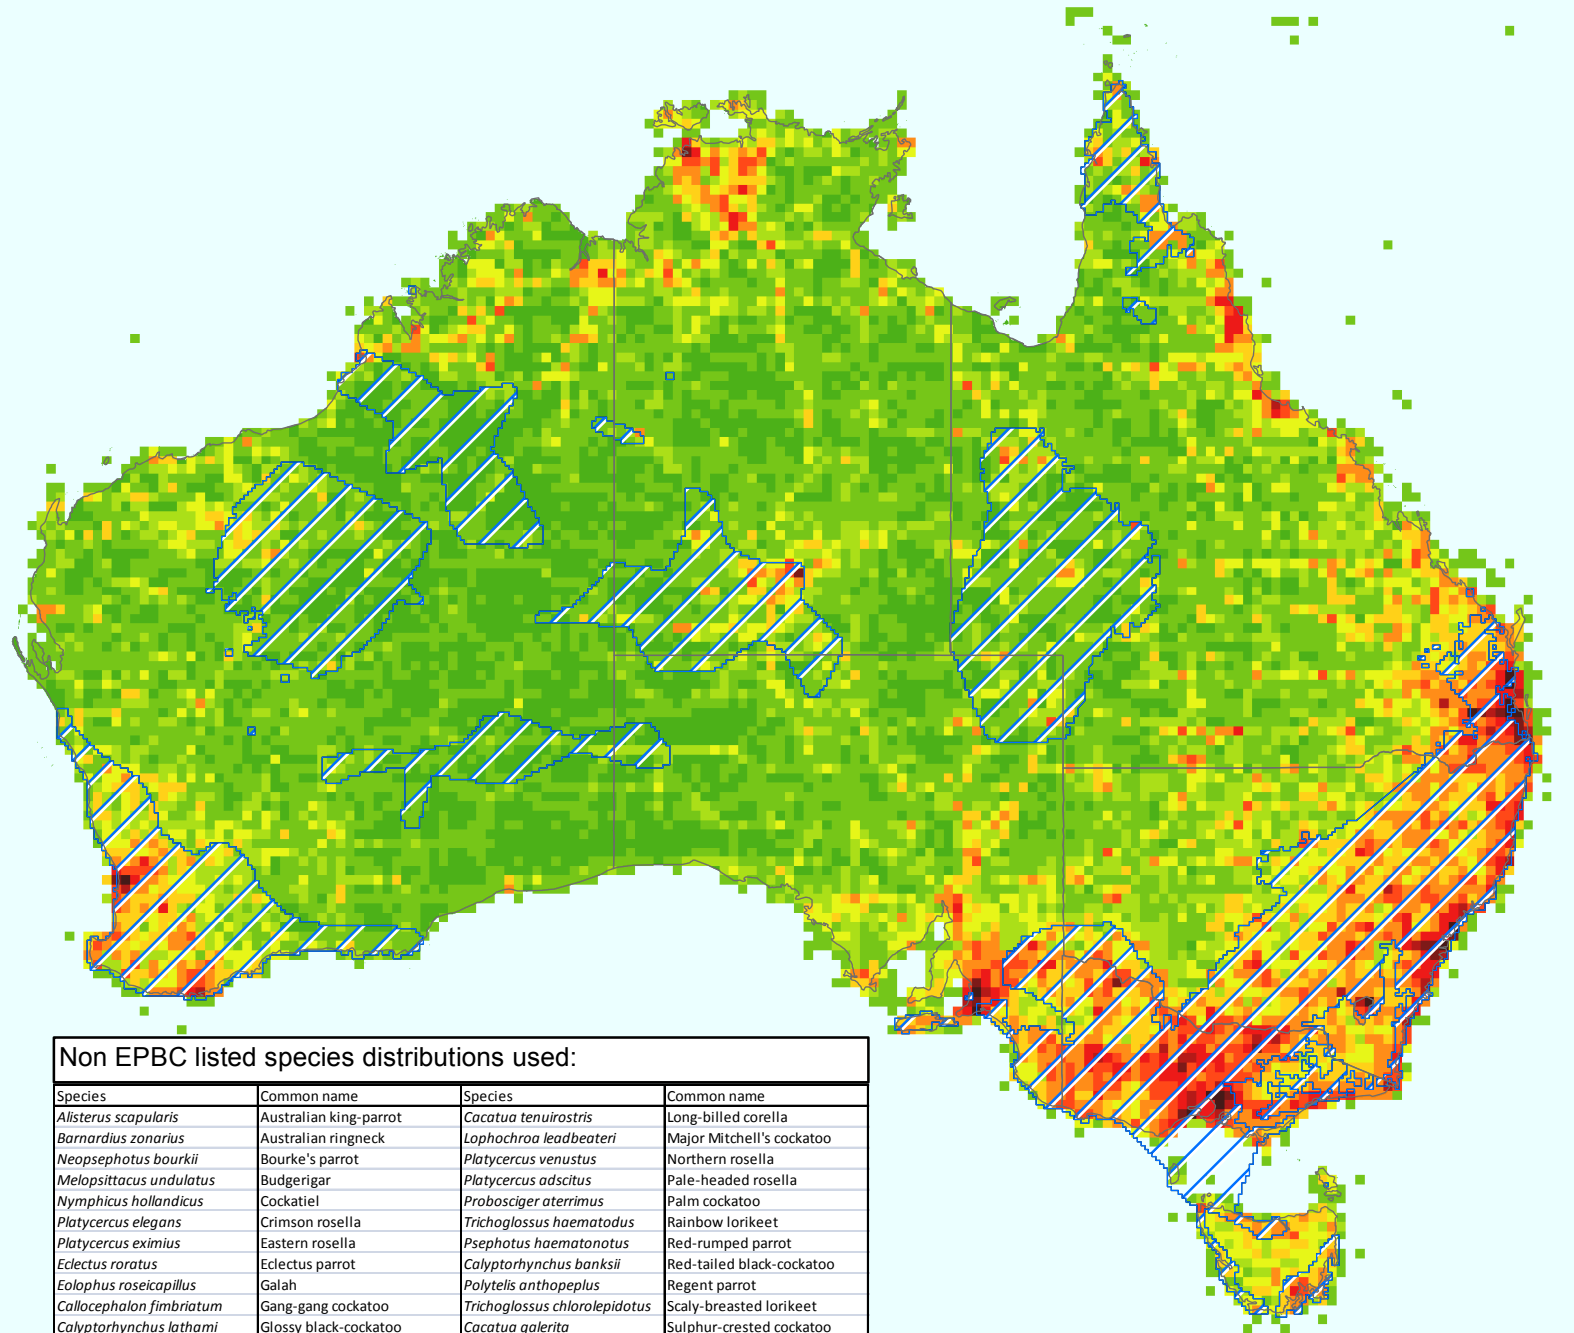 Non EPBC listed species distributions used:
Species Common name Species Common name
Alisterus scapularis Australian king-parrot Cacatua tenuirostris Long-billed corella
Barnardius zonarius Australian ringneck Lophochroa leadbeateri Major Mitchell's cockatoo
Neopsephotus bourkii Bourke's parrot Platycercus venustus Northern rosella
Melopsittacus undulatus Budgerigar Platycercus adscitus Pale-headed rosella
Nymphicus hollandicus Cockatiel Probosciger aterrimus Palm cockatoo
Platycercus elegans Crimson rosella Trichoglossus haematodus Rainbow lorikeet
Platycercus eximius Eastern rosella Psephotus haematonotus Red-rumped parrot
Eclectus roratus Eclectus parrot Calyptorhynchus banksii Red-tailed black-cockatoo
Eolophus roseicapillus Galah Polytelis anthopeplus Regent parrot
Callocephalon fimbriatum Gang-gang cockatoo Trichoglossus chlorolepidotus Scaly-breasted lorikeet
Calyptorhynchus lathami Glossy black-cockatoo Cacatua galerita Sulphur-crested cockatoo